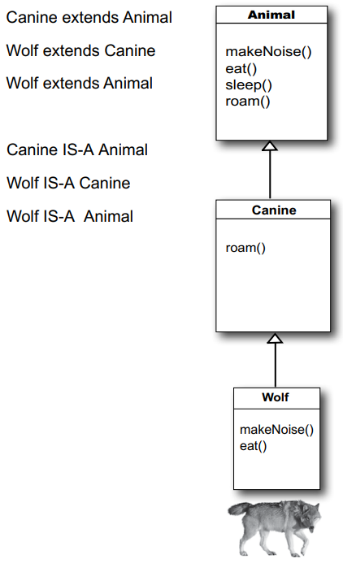 Canine extends Animal
Wolf extends Canine
Wolf extends Animal
Canine IS-A Animal
Wolf IS-A Canine
Wolf IS-A Animal
Animal
makeNoise()
eat()
sleep()
roam()
Canine
roam()
Wolf
makeNoise()
eat()